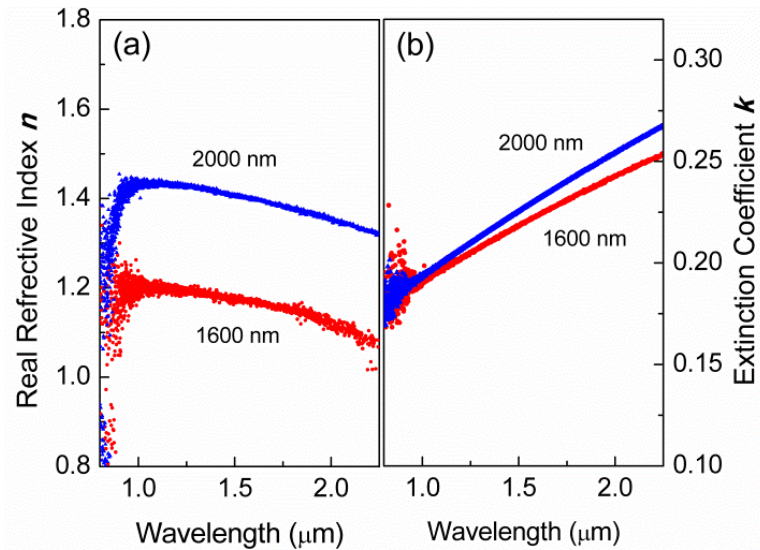 (a)
(b)
Real Refrective Index n
1.8
1.6
1.4
1.2
1.0
0.8
2000 nm
1600 nm
1.0
1.5
2.0
Wavelength (μm)
2000 nm
1600 nm
1.0
1.5
2.0
Wavelength (μm)
0.30
0.25
0.20
0.15
0.10
Extinction Coefficient k